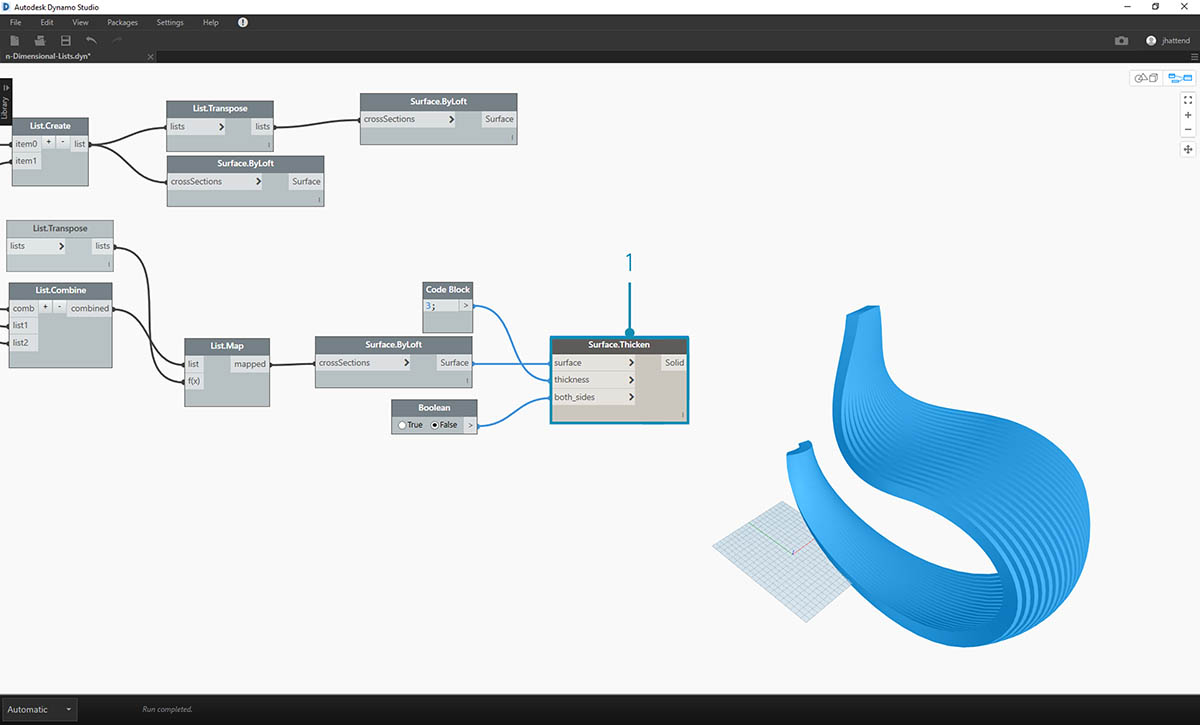 Autodesk Dynamo Studio
File Edit View Packages Settings Help !
jhattend
n-Dimensional-Lists.dyn*
Library
List.Create
item0 + - list
item1
List.Transpose
lists > lists
Surface.ByLoft
crossSections > Surface
Surface.ByLoft
crossSections > Surface
List.Transpose
lists > lists
List.Combine
comb + - combined
list1
list2
List.Map
list mapped
f(x)
Code Block
3; >
Surface.ByLoft
crossSections > Surface
Boolean
True False >
1
Surface.Thicken
surface > Solid
thickness >
both_sides >
Automatic
Run completed.